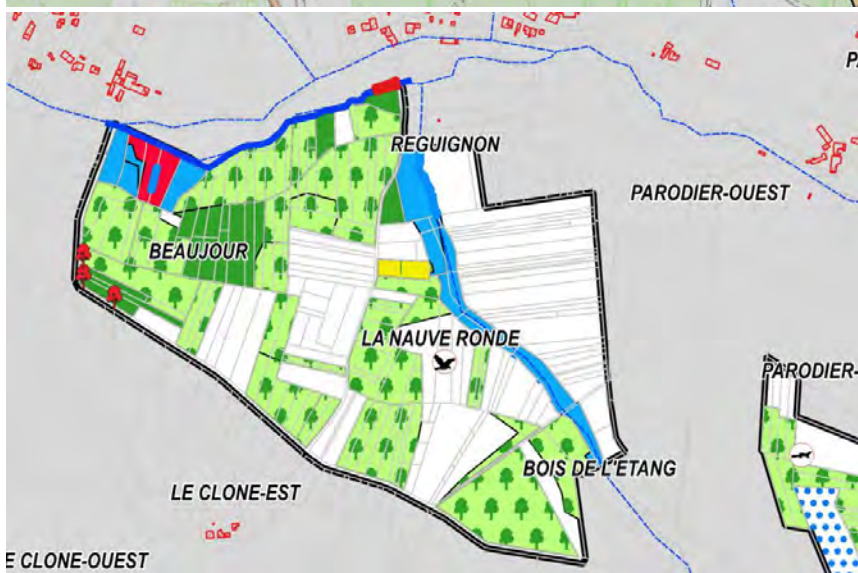 P
REGUIGNON
PARODIER-OUEST
BEAUJOUR
LA NAUVE RONDE
PARODIER-
BOIS DE L'ETANG
LE CLONE-EST
E CLONE-OUEST